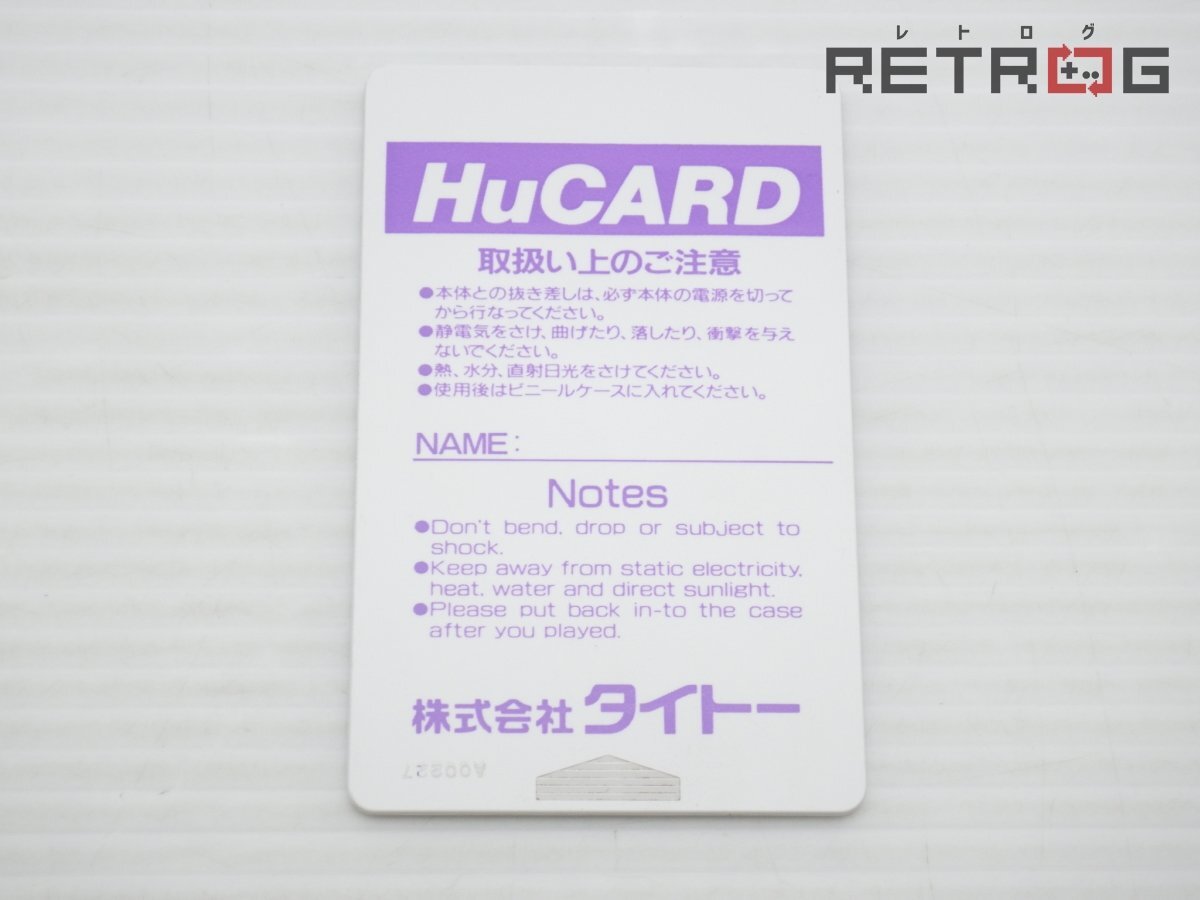 レトログ
RETROG
HuCARD
取扱い上のご注意
●本体との抜き差しは、必ず本体の電源を切って
から行なってください。
●静電気をさけ、曲げたり、落したり、衝撃を与え
ないでください。
●熱、水分、直射日光をさけてください。
●使用後はビニールケースに入れてください。
NAME:
Notes
●Don't bend, drop or subject to
shock.
●Keep away from static electricity,
heat, water and direct sunlight.
●Please put back in-to the case
after you played.
株式会社タイトー
A00227